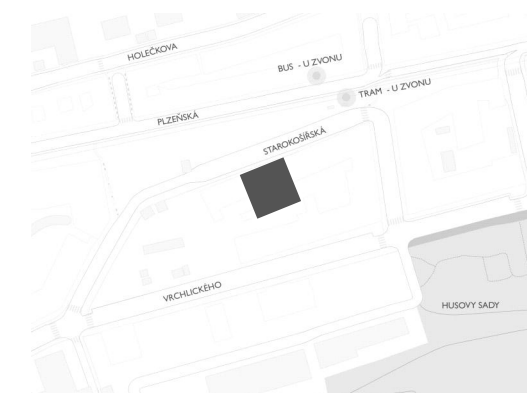 HOLEČKOVA
BUS - U ZVONU
TRAM - U ZVONU
PLZEŇSKÁ
STAROKOŠÍŘSKÁ
VRCHLICKÉHO
HUSOVY SADY